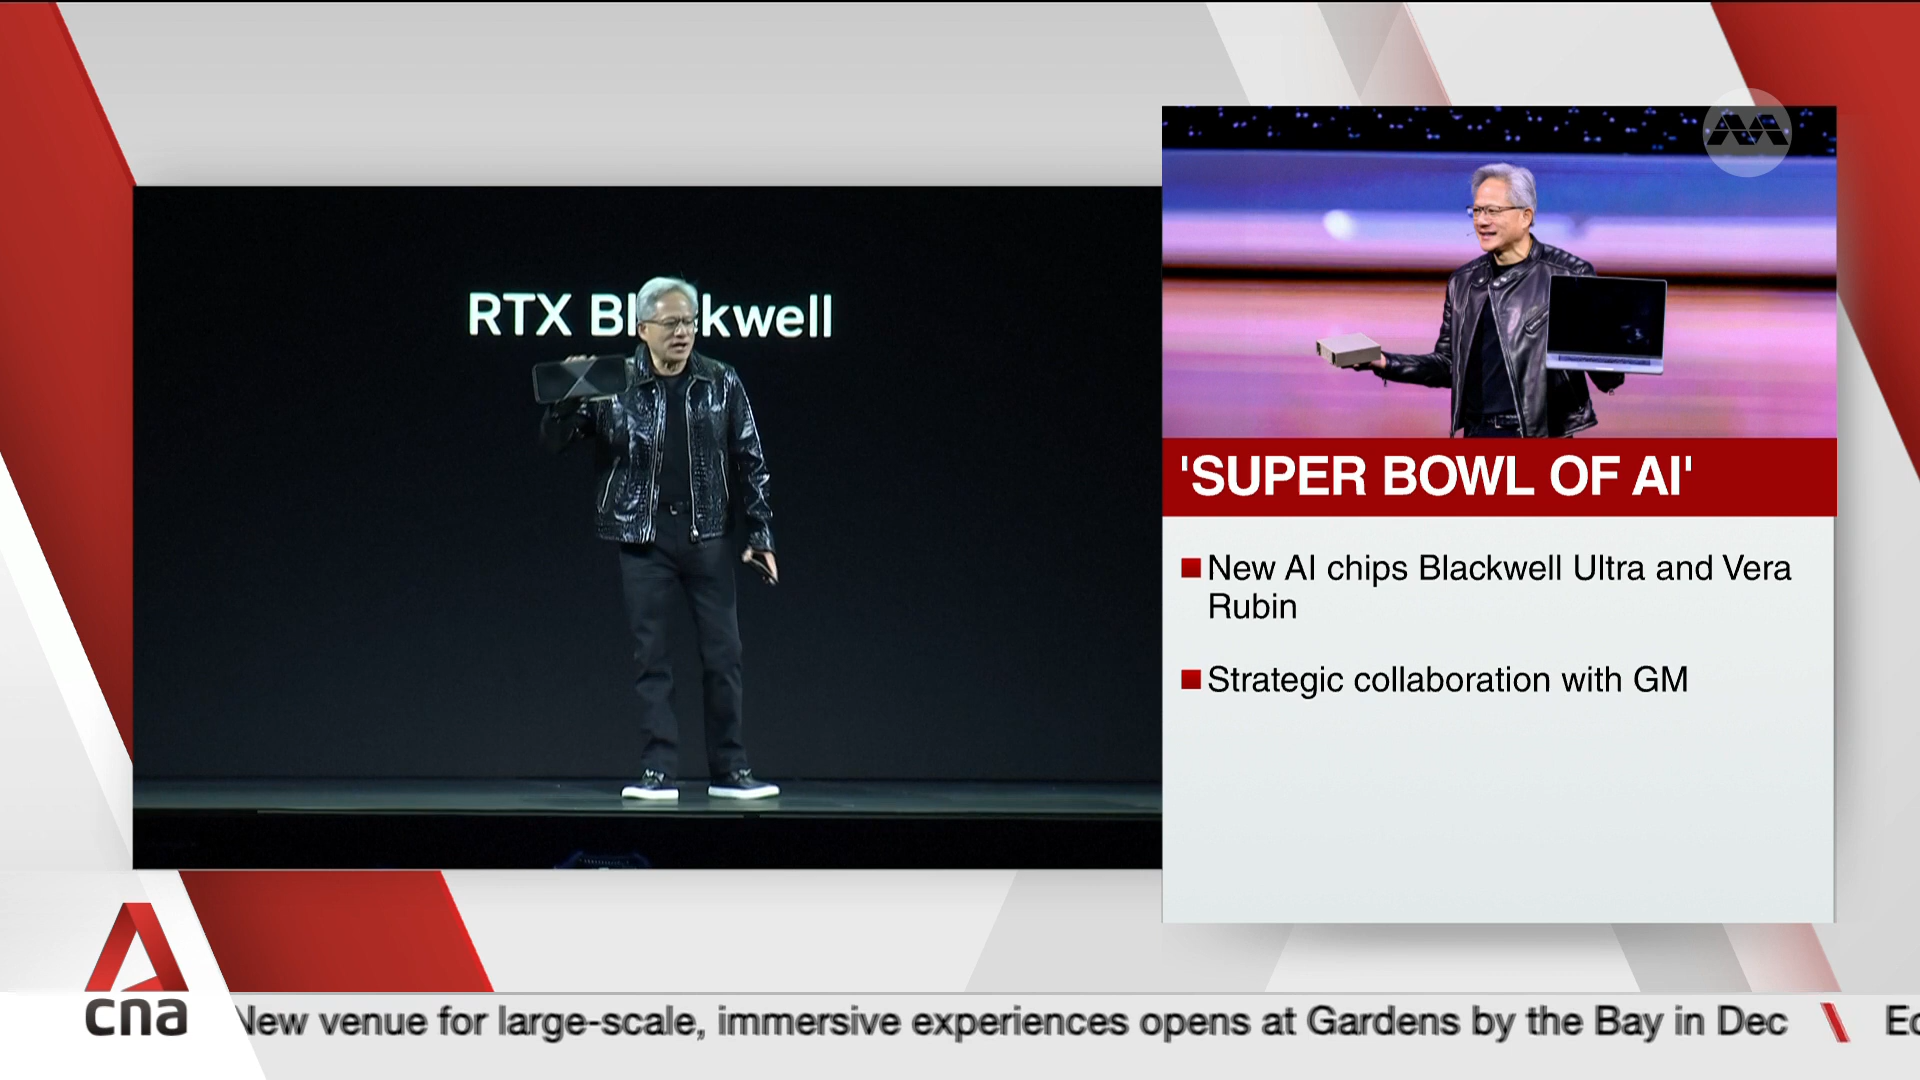 RTX Bl kwell
'SUPER BOWL OF AI'
New AI chips Blackwell Ultra and Vera
Rubin
Strategic collaboration with GM
cna
New venue for large-scale, immersive experiences opens at Gardens by the Bay in Dec